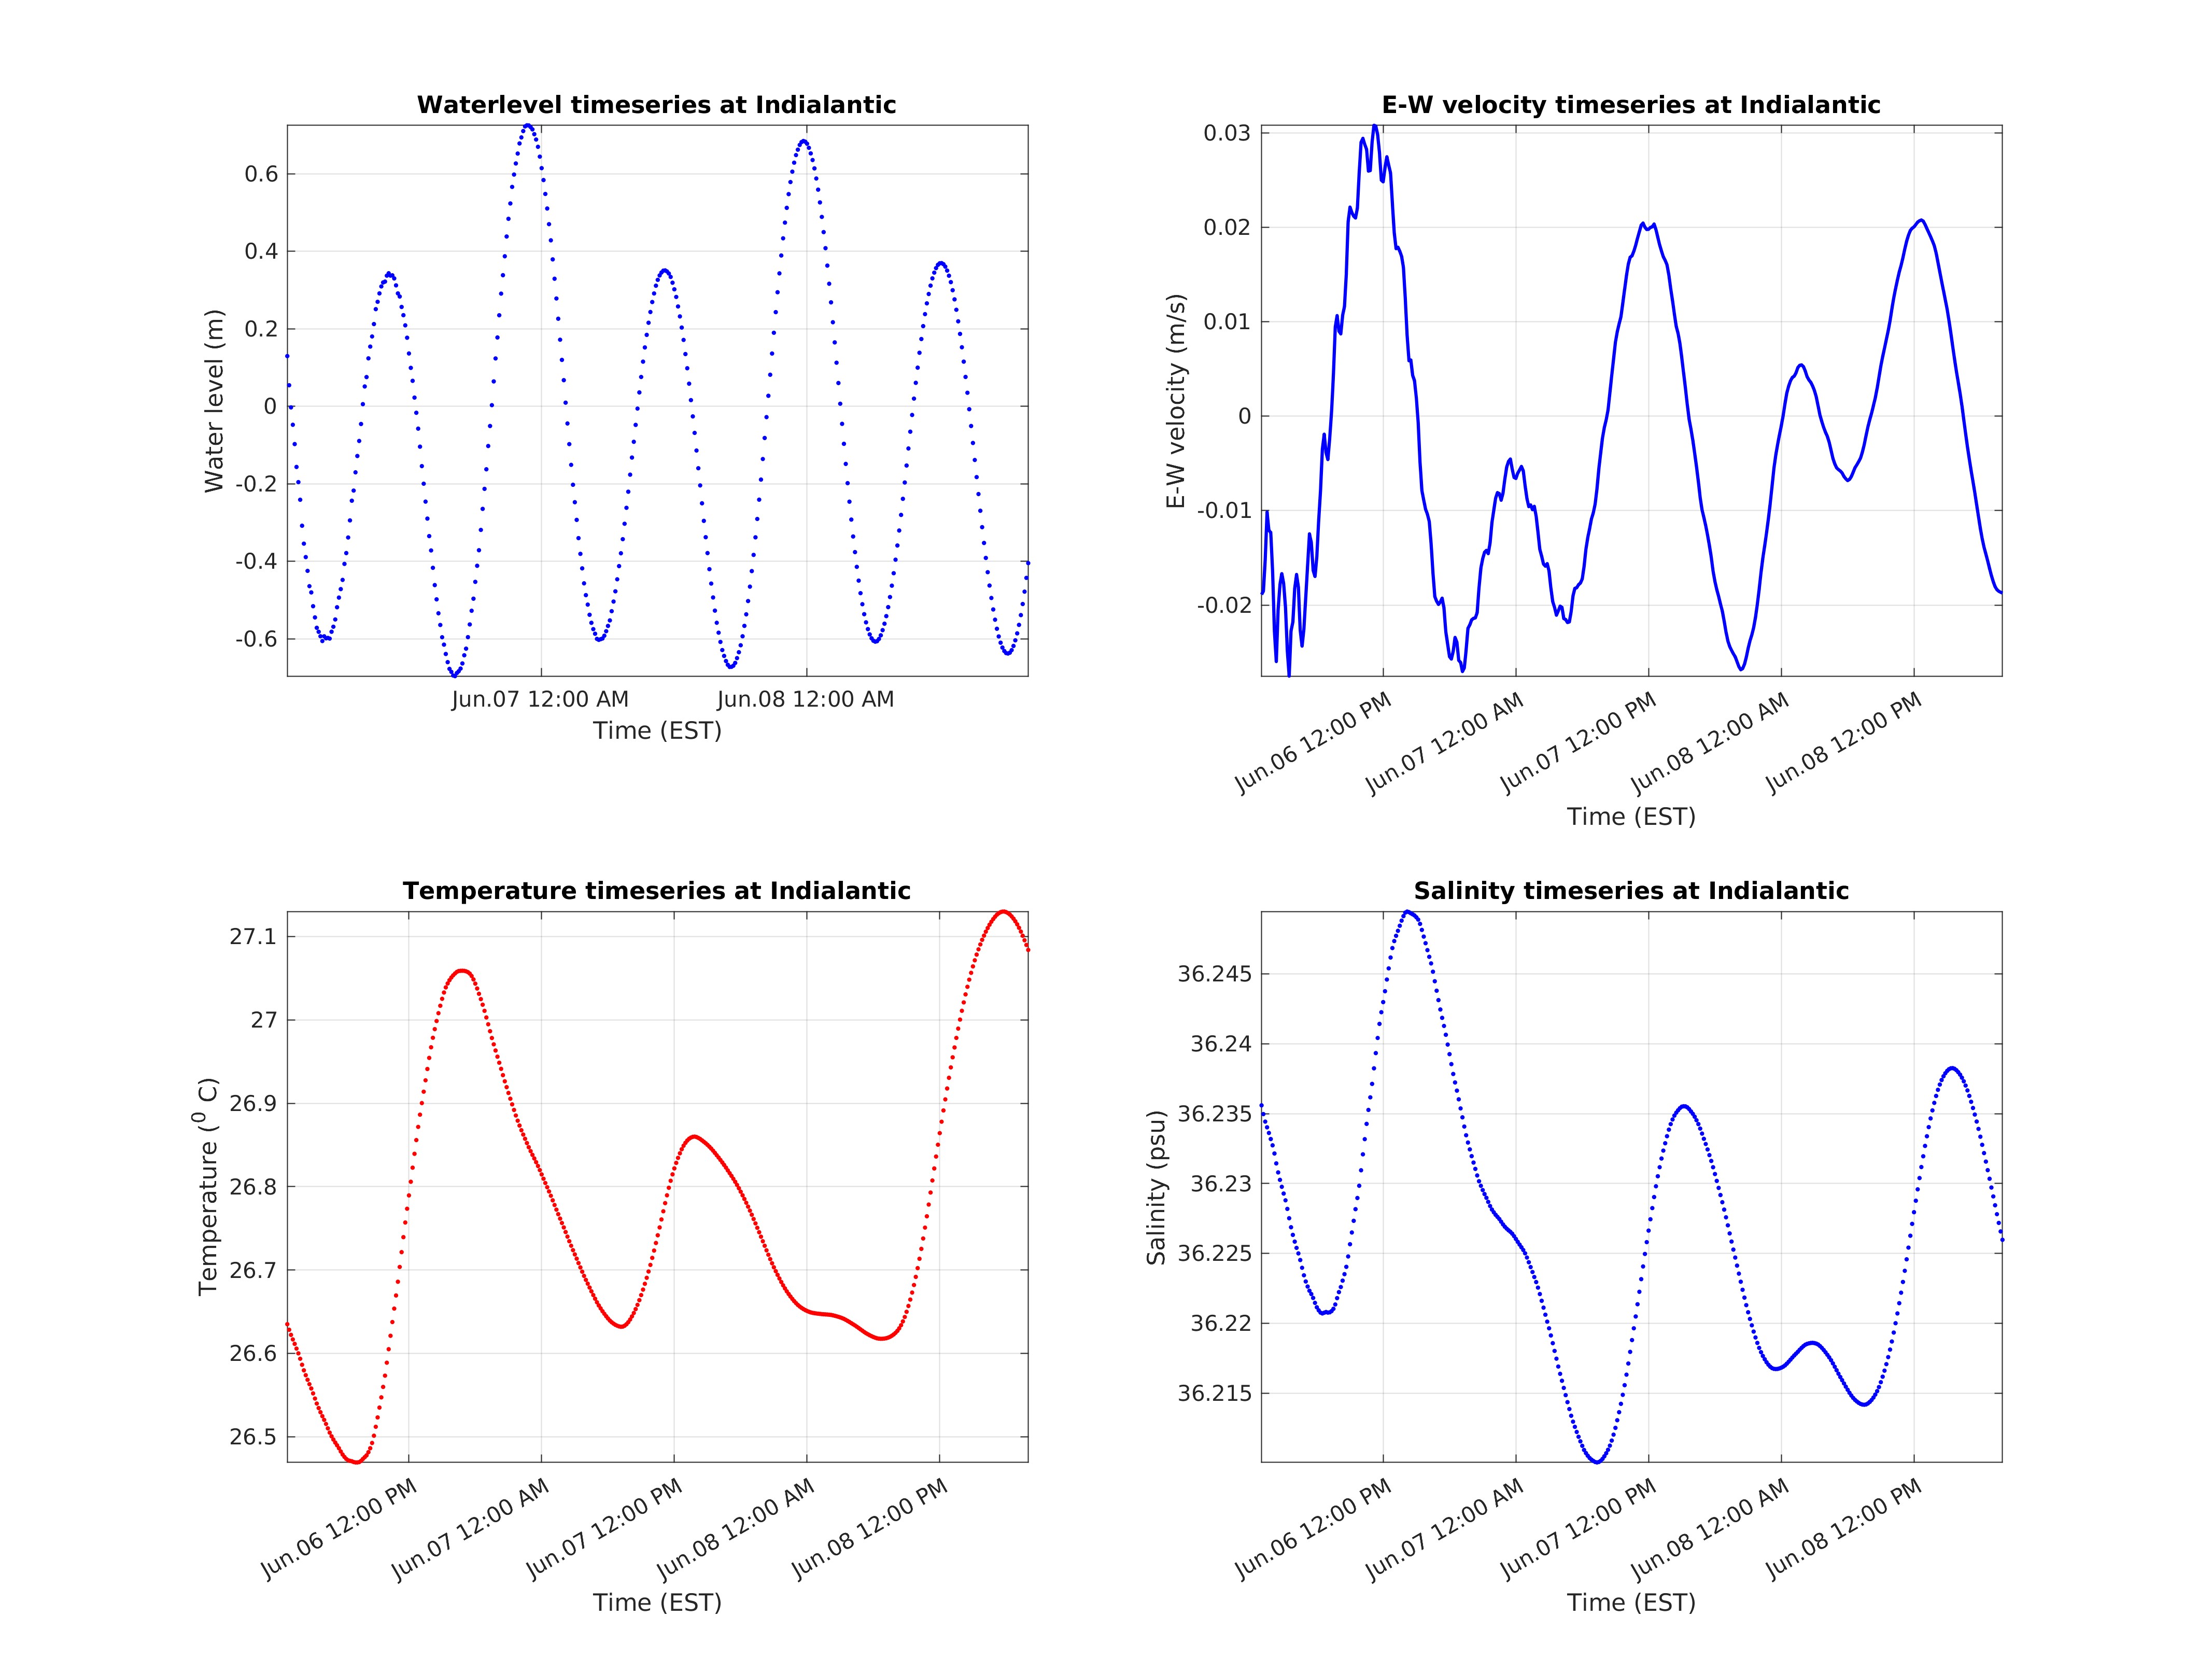 Waterlevel timeseries at Indialantic
0.6
0.4
0.2
0
-0.2
-0.4
-0.6
Water level (m)
Jun.07 12:00 AM
Jun.08 12:00 AM
Time (EST)
E-W velocity timeseries at Indialantic
0.03
0.02
0.01
0
-0.01
-0.02
E-W velocity (m/s)
Jun.06 12:00 PM
Jun.07 12:00 AM
Jun.07 12:00 PM
Jun.08 12:00 AM
Jun.08 12:00 PM
Time (EST)
Temperature timeseries at Indialantic
27.1
27
26.9
26.8
26.7
26.6
26.5
Temperature (⁰ C)
Jun.06 12:00 PM
Jun.07 12:00 AM
Jun.07 12:00 PM
Jun.08 12:00 AM
Jun.08 12:00 PM
Time (EST)
Salinity timeseries at Indialantic
36.245
36.24
36.235
36.23
36.225
36.22
36.215
Salinity (psu)
Jun.06 12:00 PM
Jun.07 12:00 AM
Jun.07 12:00 PM
Jun.08 12:00 AM
Jun.08 12:00 PM
Time (EST)